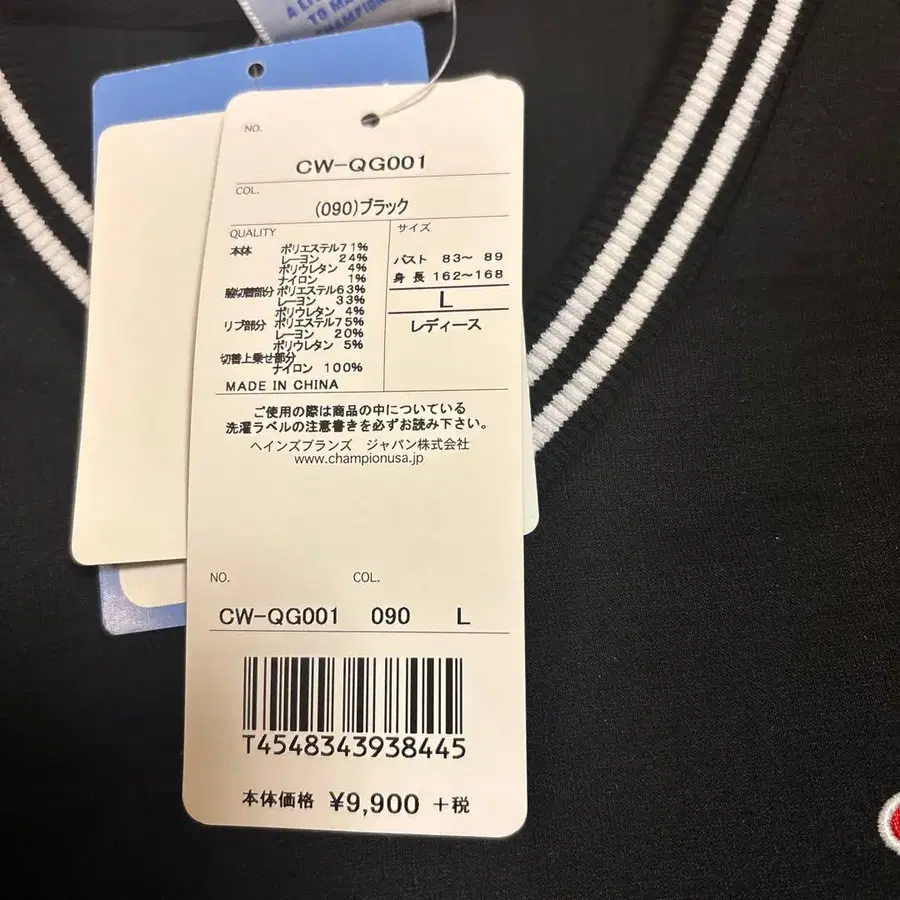 TO MA
CHAMPION
NO.
CW-QG001
COL.
(090)ブラック
QUALITY
本体 ポリエステル71%
レーヨン 24%
ポリウレタン 4%
ナイロン 1%
脇切替部分 ポリエステル63%
レーヨン 33%
ポリウレタン 4%
リブ部分 ポリエステル75%
レーヨン 20%
ポリウレタン 5%
切替上乗せ部分
ナイロン 100%
MADE IN CHINA
サイズ
バスト 83~ 89
身長 162~168
L
レディース
ご使用の際は商品の中についている
洗濯ラベルの注意書きを必ずお読み下さい。
ヘインズブランズ ジャパン株式会社
www.championusa.jp
NO. COL.
CW-QG001 090 L
T4548343938445
本体価格 ¥9,900 +税